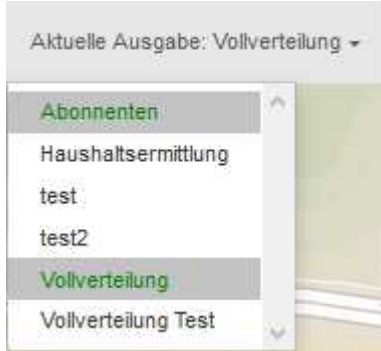 Aktuelle Ausgabe: Vollverteilung
Abonnenten
Haushaltsermittlung
test
test2
Vollverteilung
Vollverteilung Test